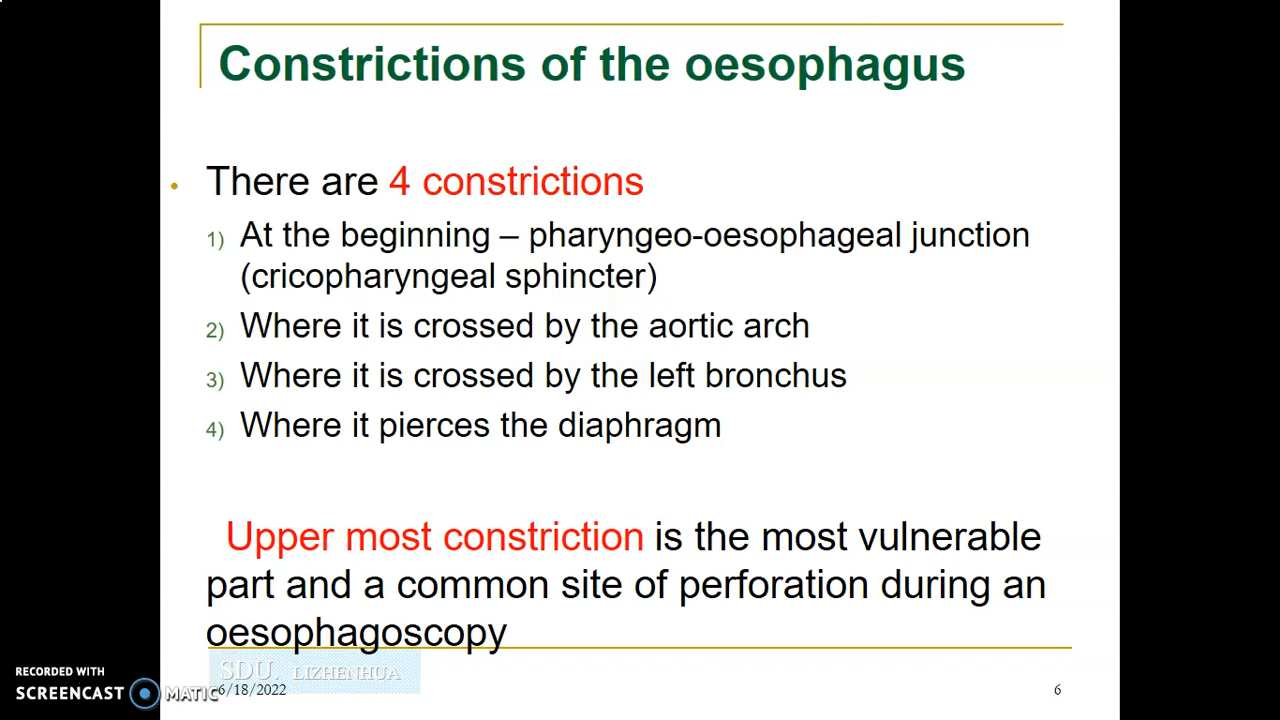 Constrictions of the oesophagus
• There are 4 constrictions
1) At the beginning – pharyngeo-oesophageal junction
(cricopharyngeal sphincter)
2) Where it is crossed by the aortic arch
3) Where it is crossed by the left bronchus
4) Where it pierces the diaphragm
Upper most constriction is the most vulnerable
part and a common site of perforation during an
oesophagoscopy
SDU. LIZHENHUA
6/18/2022
6
RECORDED WITH
SCREENCAST MATIC